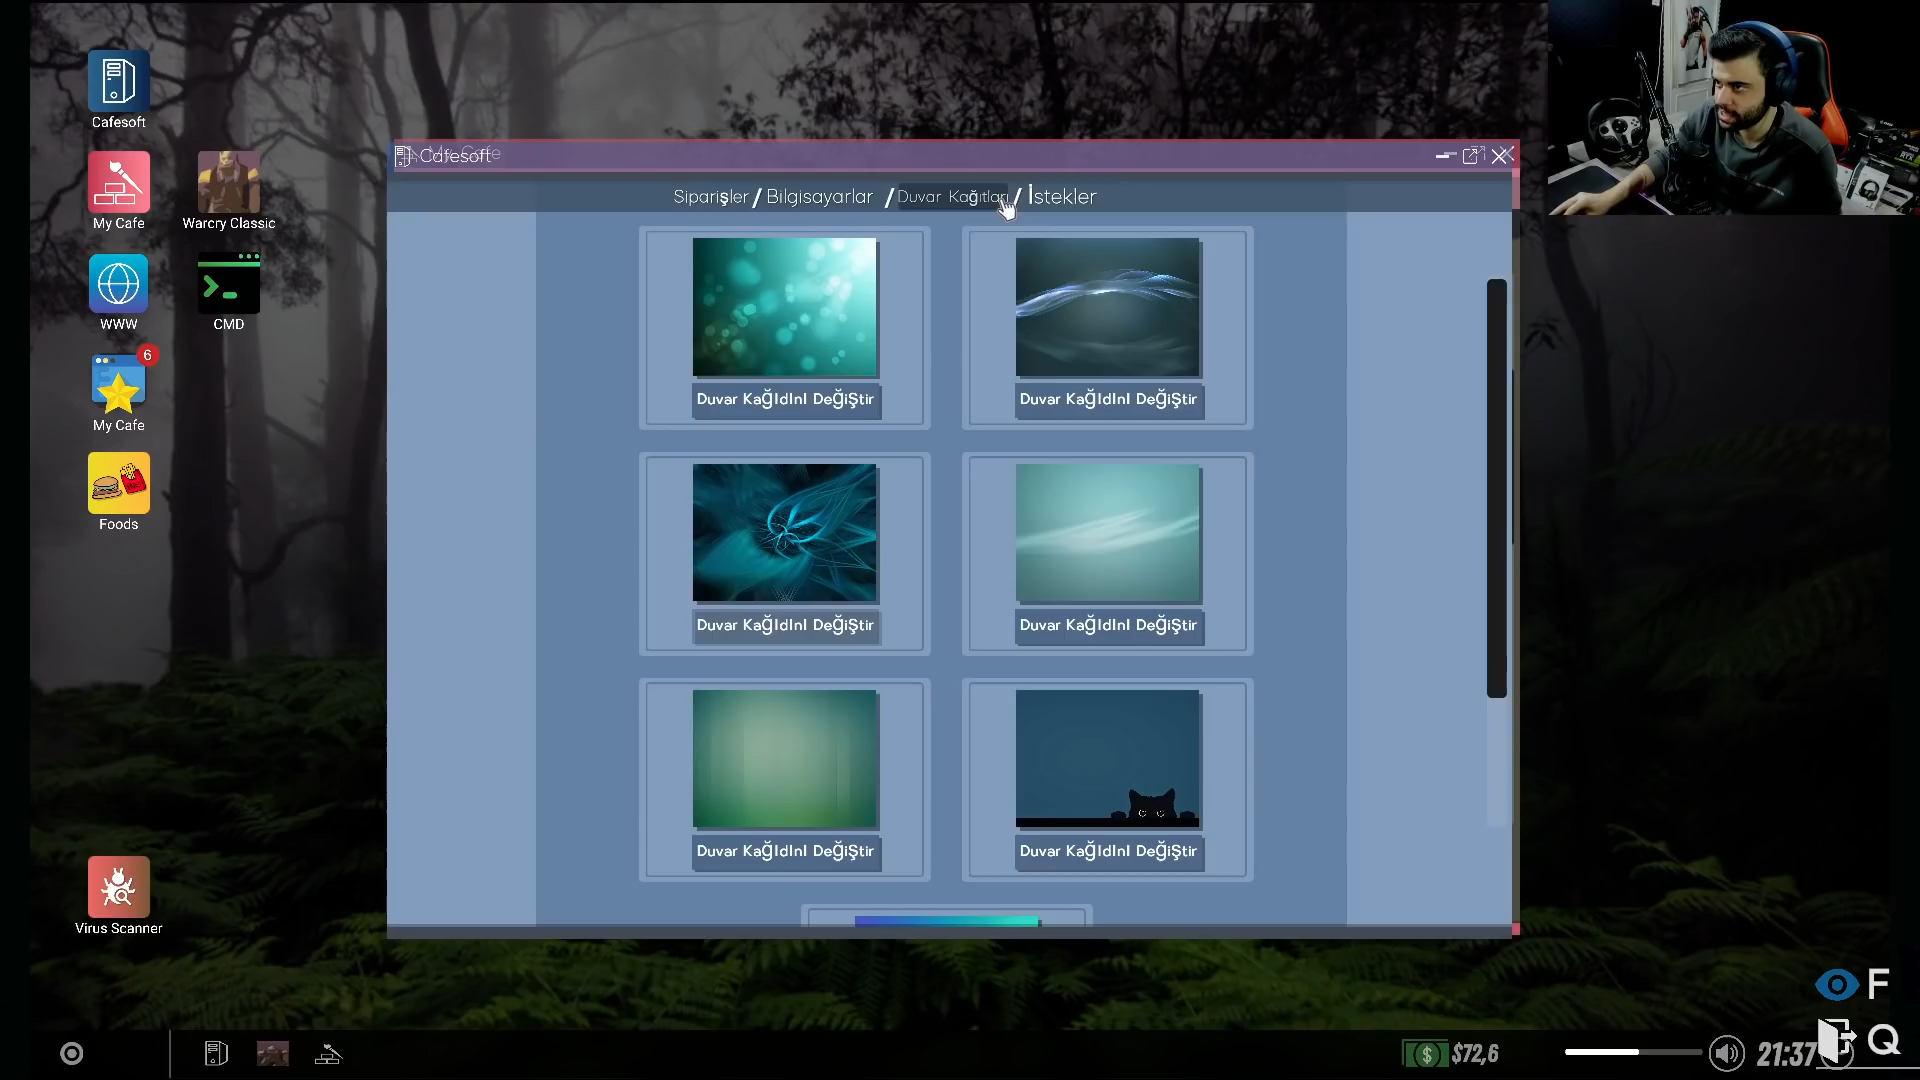 Cafesoft
My Cafe
Warcry Classic
WWW
CMD
6
My Cafe
Foods
Virus Scanner
Cafesoft
My Cafe
Siparişler / Bilgisayarlar / Duvar Kağıtları / İstekler
Duvar KağIdInI DeğiŞtir
Duvar KağIdInI DeğiŞtir
Duvar KağIdInI DeğiŞtir
Duvar KağIdInI DeğiŞtir
Duvar KağIdInI DeğiŞtir
Duvar KağIdInI DeğiŞtir
F
Q
$72,6
21:37